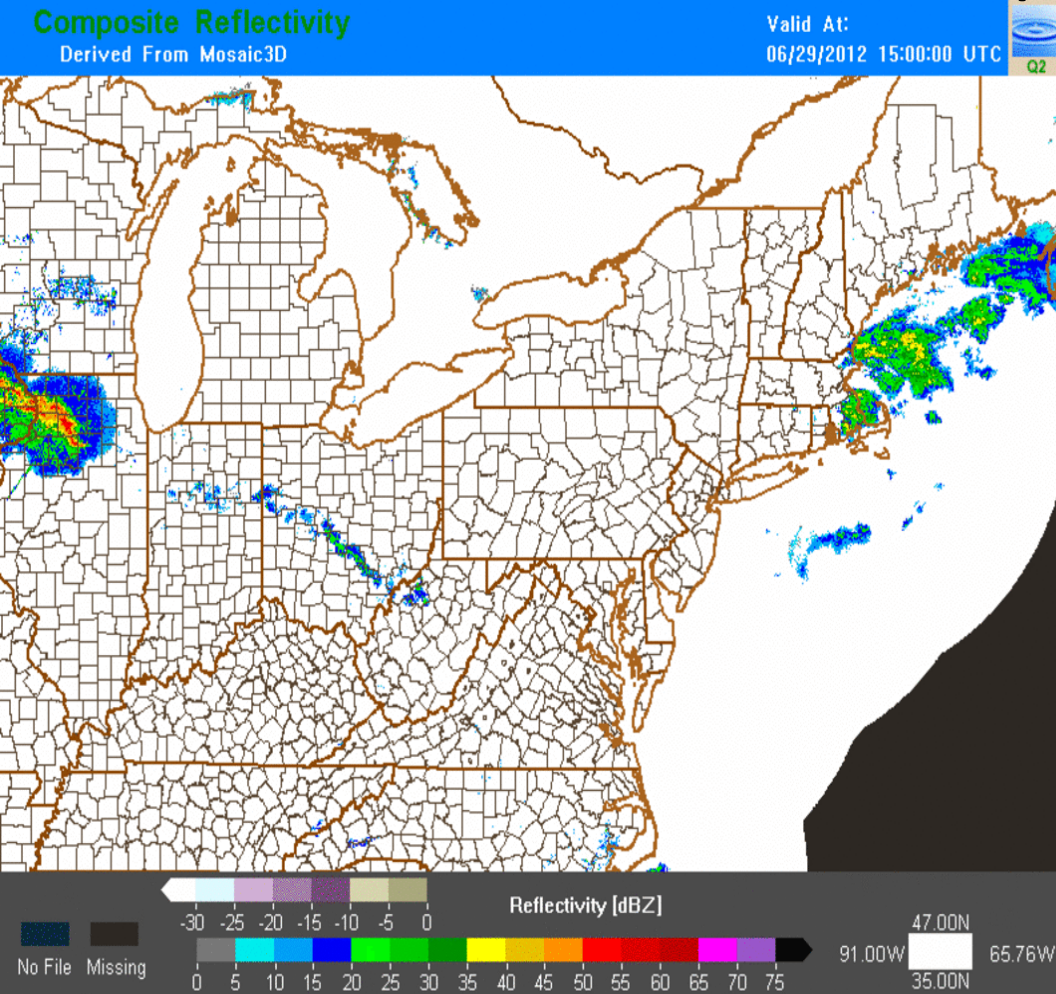 Composite Reflectivity
Derived From Mosaic3D
Valid At:
06/29/2012 15:00:00 UTC
Q2
-30 -25 -20 -15 -10 -5 0
Reflectivity [dBZ]
No File Missing
0 5 10 15 20 25 30 35 40 45 50 55 60 65 70 75
47.00N
91.00W 65.76W
35.00N